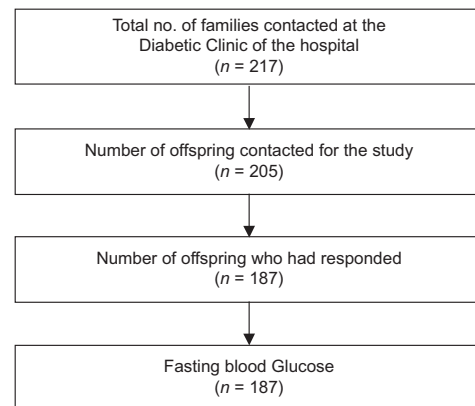 Total no. of families contacted at the
Diabetic Clinic of the hospital
(n = 217)
Number of offspring contacted for the study
(n = 205)
Number of offspring who had responded
(n = 187)
Fasting blood Glucose
(n = 187)